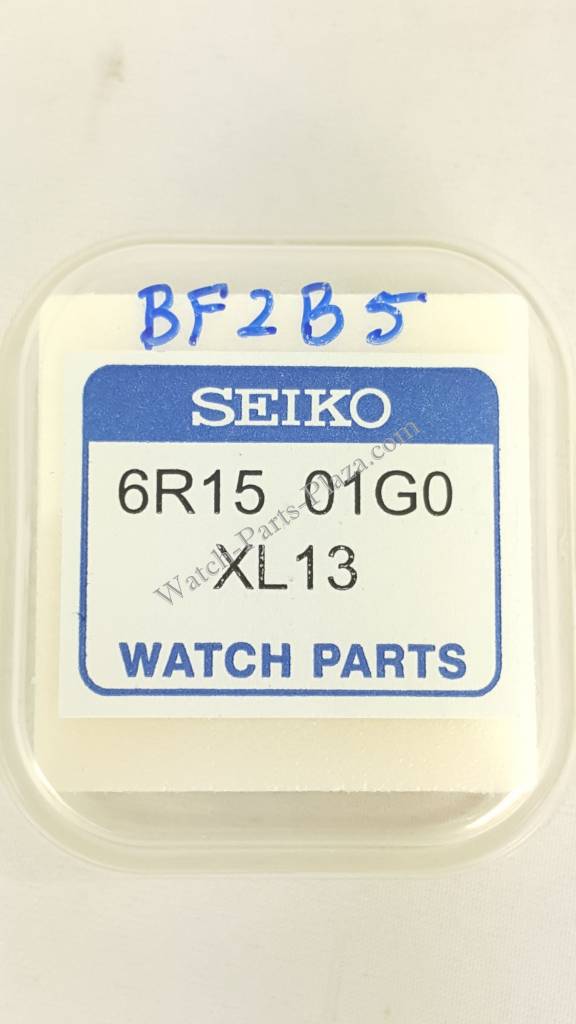 BF2B5
SEIKO
6R15 01G0
XL13
WATCH PARTS
Watch-Parts-Plaza.com